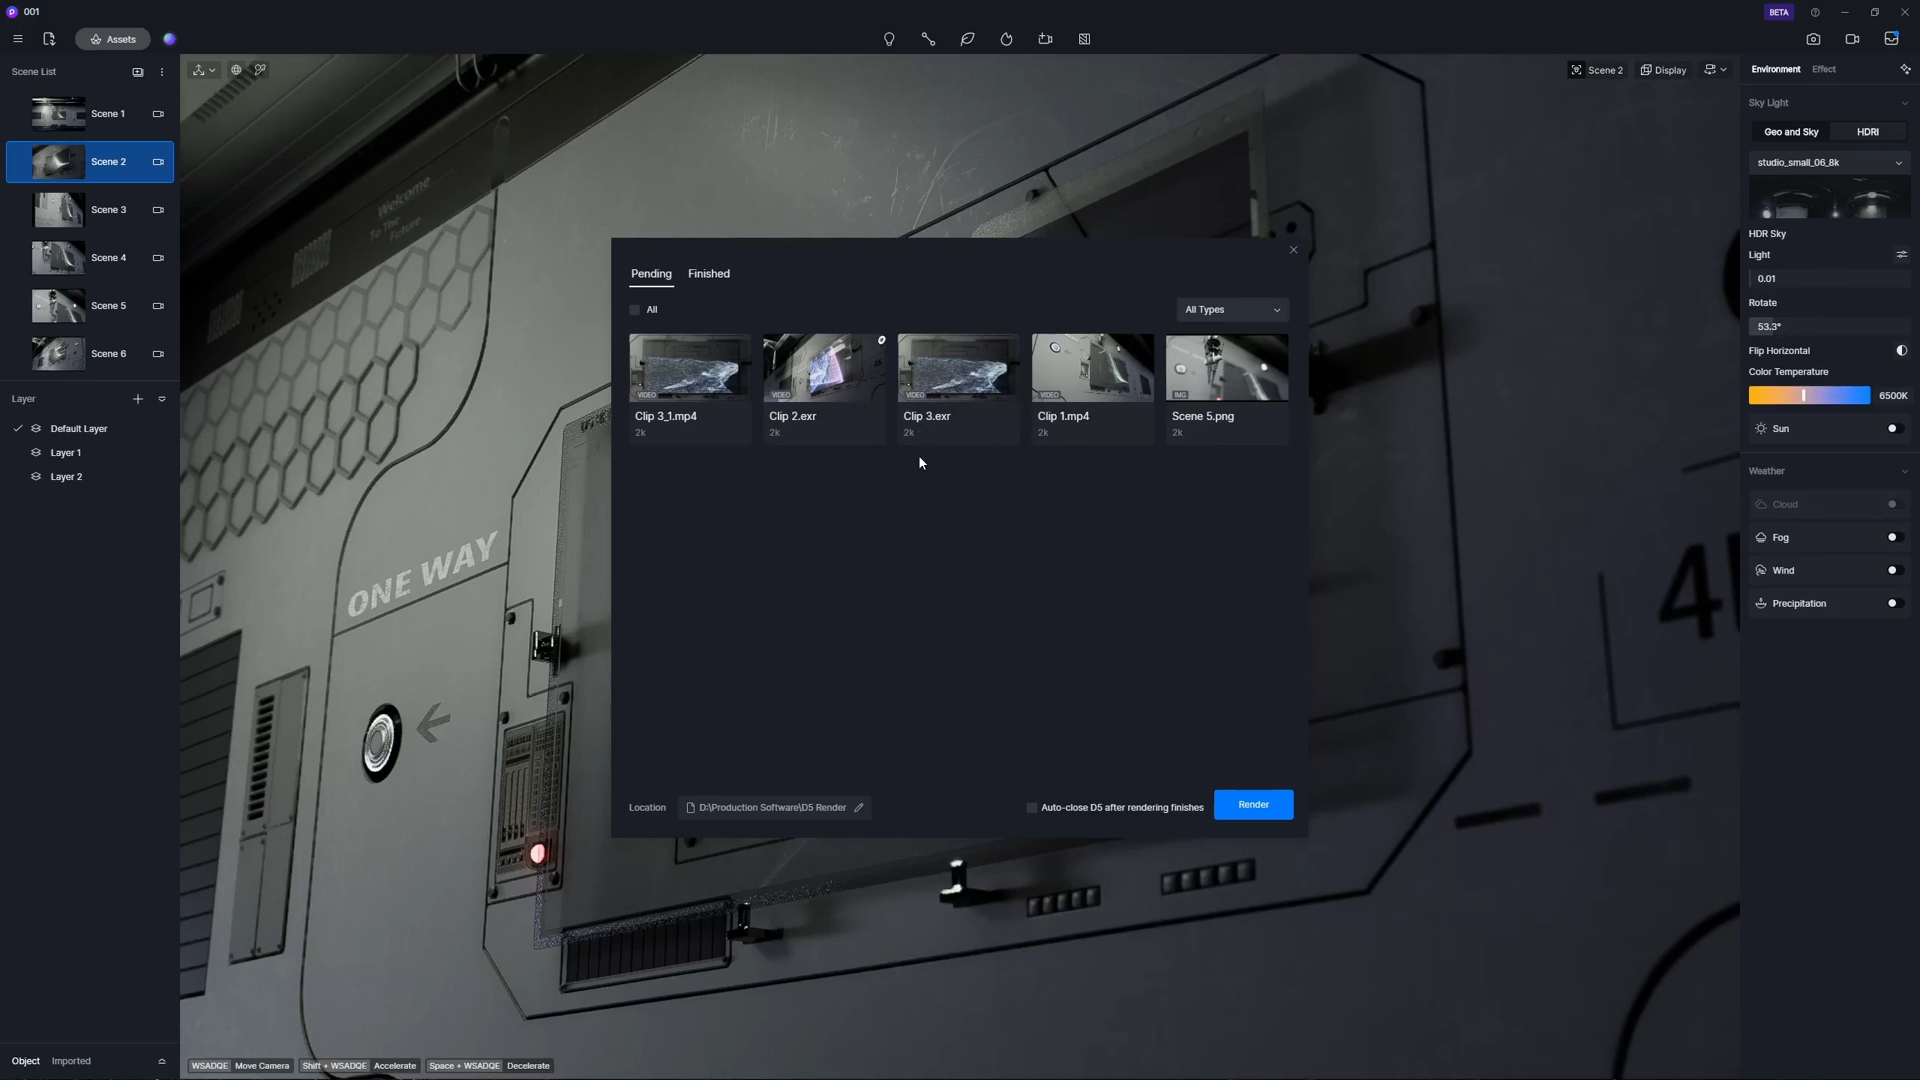 001
BETA
Assets
Scene List
Scene 1
Scene 2
Scene 3
Scene 4
Scene 5
Scene 6
Layer
Default Layer
Layer 1
Layer 2
Object Imported
Scene 2 Display
Welcome
To The
Future
ONE WAY
Pending Finished
All
All Types
VIDEO
Clip 3_1.mp4
2k
VIDEO
Clip 2.exr
2k
VIDEO
Clip 3.exr
2k
VIDEO
Clip 1.mp4
2k
IMG
Scene 5.png
2k
Location D:\Production Software\D5 Render
Auto-close D5 after rendering finishes
Render
WSADQE Move Camera Shift + WSADQE Accelerate Space + WSADQE Decelerate
Environment Effect
Sky Light
Geo and Sky HDRI
studio_small_06_8k
HDR Sky
Light
0.01
Rotate
53.3°
Flip Horizontal
Color Temperature
6500K
Sun
Weather
Cloud
Fog
Wind
Precipitation